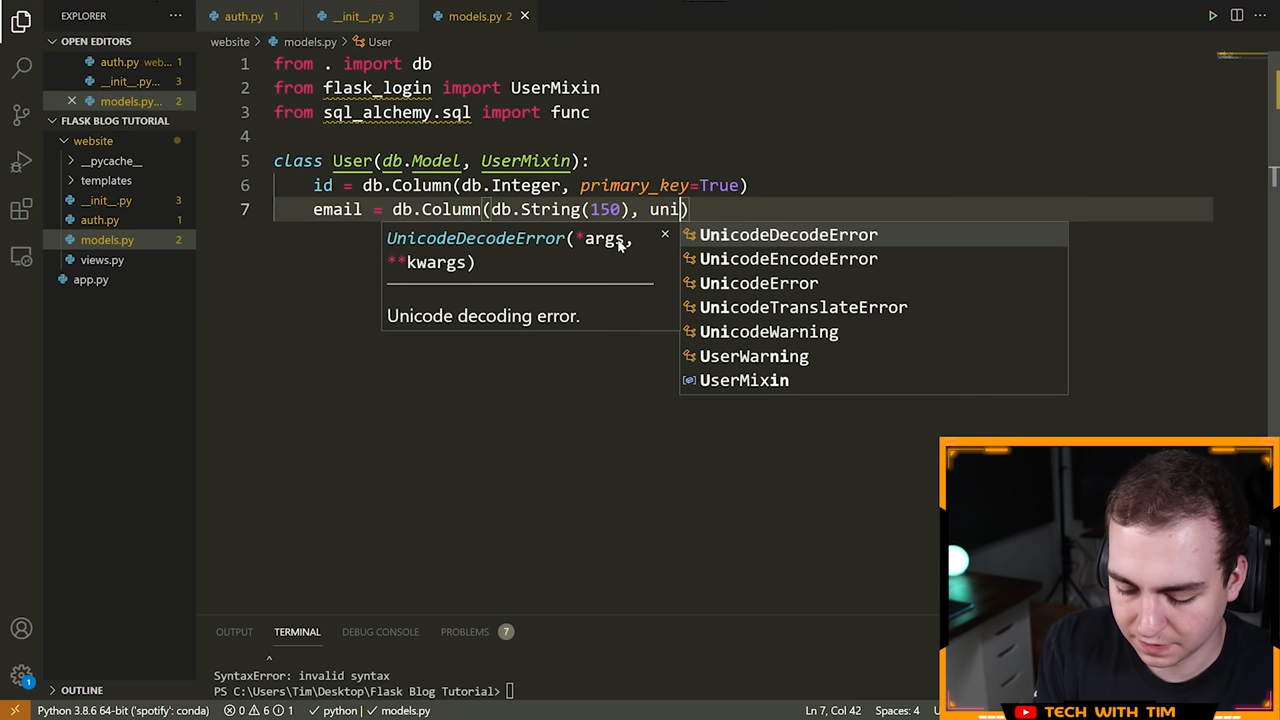 EXPLORER
···
auth.py 1
__init__.py 3
models.py 2 ×
···
OPEN EDITORS
auth.py web... 1
__init__.py... 3
× models.py... 2
FLASK BLOG TUTORIAL
website
__pycache__
templates
__init__.py 3
auth.py 1
models.py 2
views.py
app.py
OUTLINE
website > models.py > User
1 from . import db
2 from flask_login import UserMixin
3 from sql_alchemy.sql import func
4
5 class User(db.Model, UserMixin):
6 id = db.Column(db.Integer, primary_key=True)
7 email = db.Column(db.String(150), uni)
UnicodeDecodeError(*args,
**kwargs)
×
Unicode decoding error.
UnicodeDecodeError
UnicodeEncodeError
UnicodeError
UnicodeTranslateError
UnicodeWarning
UserWarning
UserMixin
OUTPUT TERMINAL DEBUG CONSOLE PROBLEMS 7
^
SyntaxError: invalid syntax
PS C:\Users\Tim\Desktop\Flask Blog Tutorial>
1
Python 3.8.6 64-bit ('spotify': conda) 0 6 1 python | models.py Ln 7, Col 42 Spaces: 4 U
TECH WITH TIM